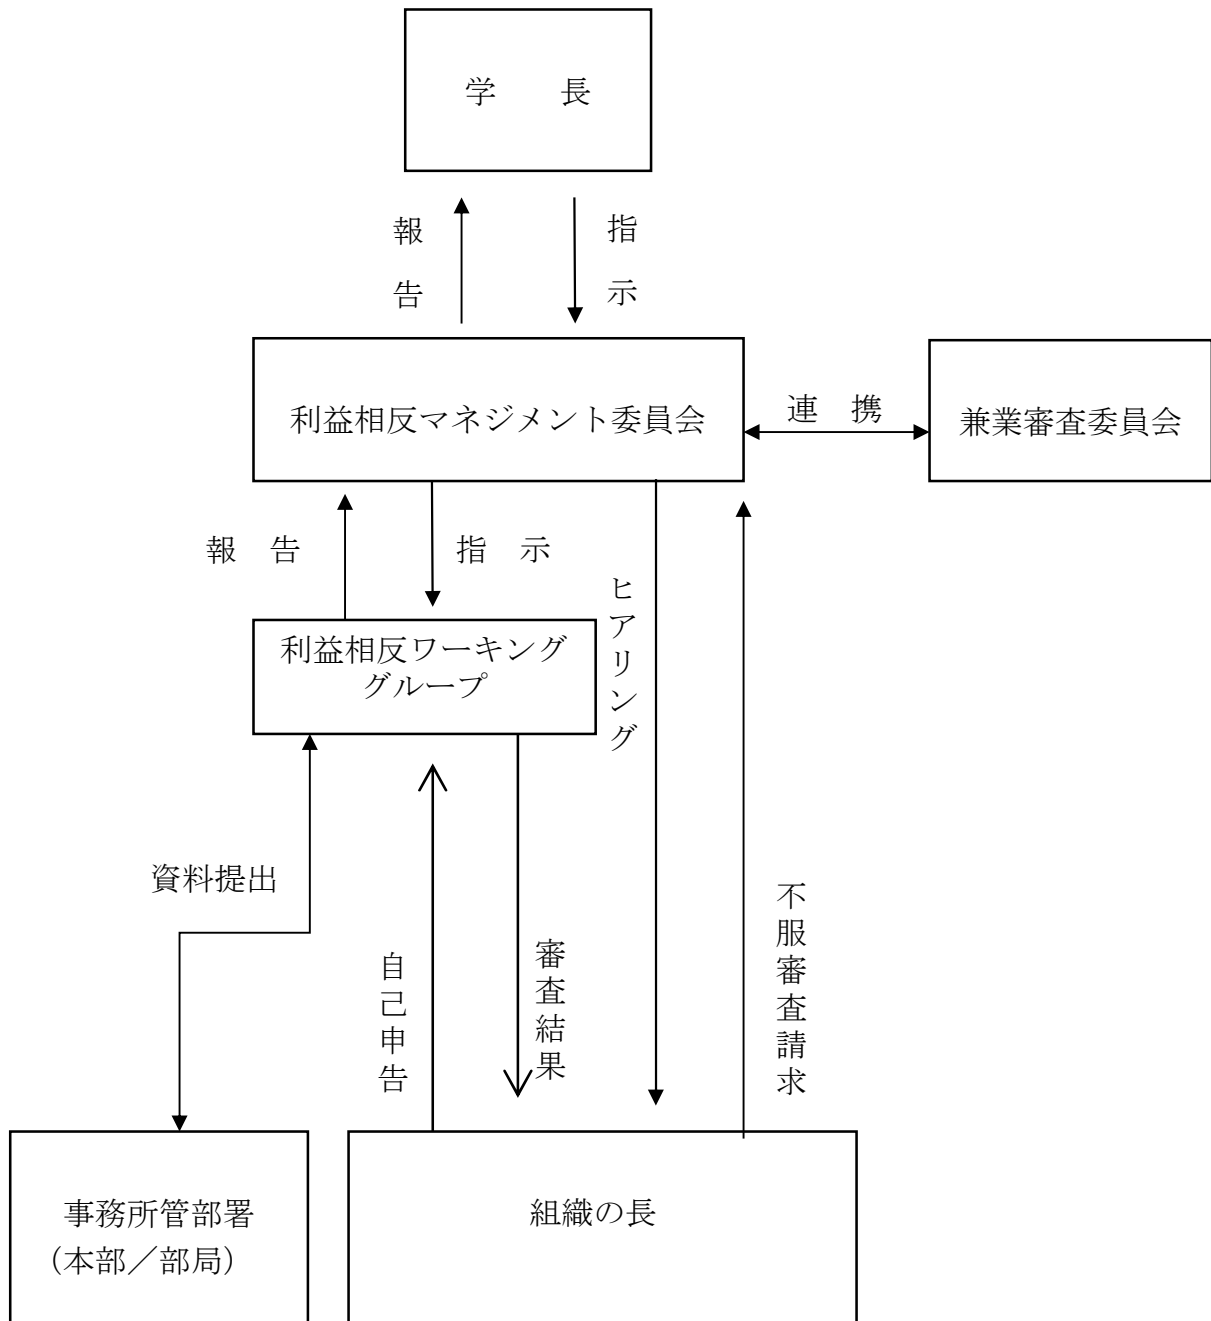 学　　長
報告
指示
利益相反マネジメント委員会
連　携
兼業審査委員会
報　告
指　示
ヒアリング
利益相反ワーキング
グループ
資料提出
自己申告
審査結果
不服審査請求
事務所管部署
（本部／部局）
組織の長